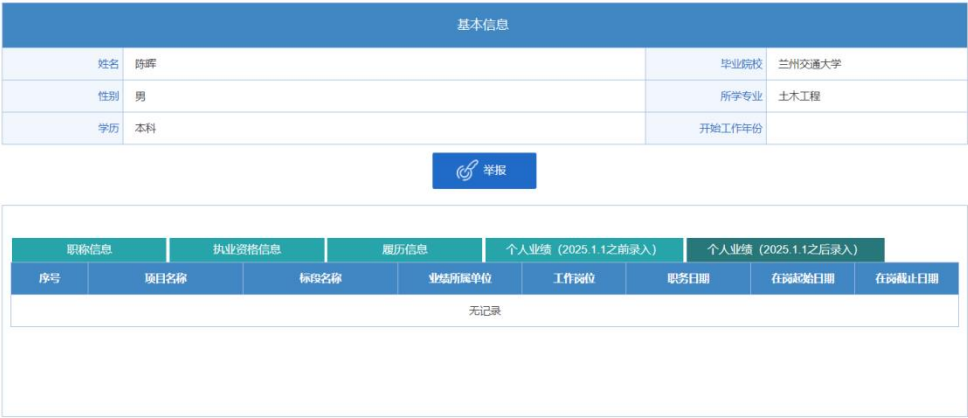 基本信息
姓名 陈晖 毕业院校 兰州交通大学
性别 男 所学专业 土木工程
学历 本科 开始工作年份
举报
职称信息 执业资格信息 履历信息 个人业绩（2025.1.1之前录入） 个人业绩（2025.1.1之后录入）
序号 项目名称 标段名称 业绩所属单位 工作岗位 职务日期 在岗起始日期 在岗截止日期
无记录